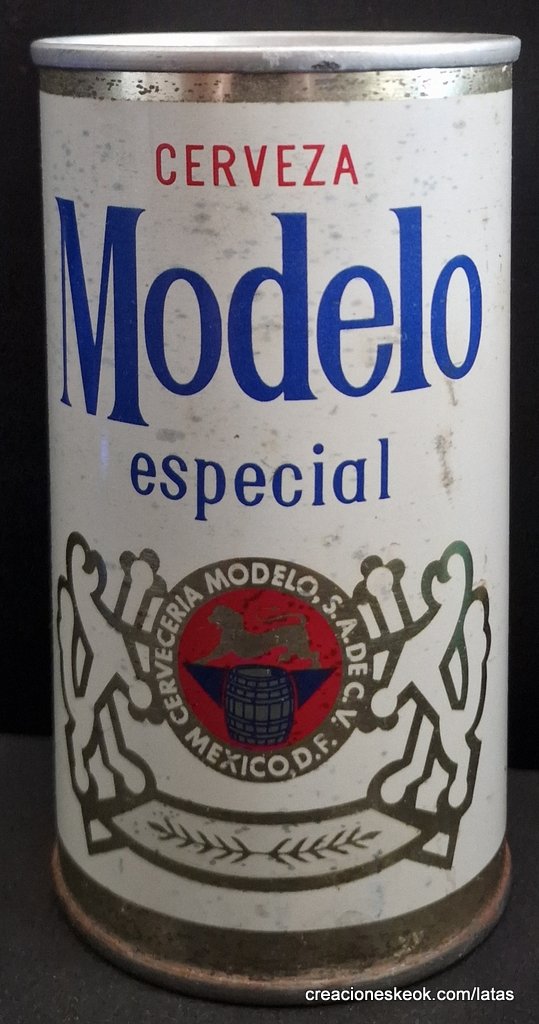 CERVEZA
Modelo
especial
CERVECERIA MODELO, S.A. DE C.V.
MEXICO, D.F.
creacioneskeok.com/latas